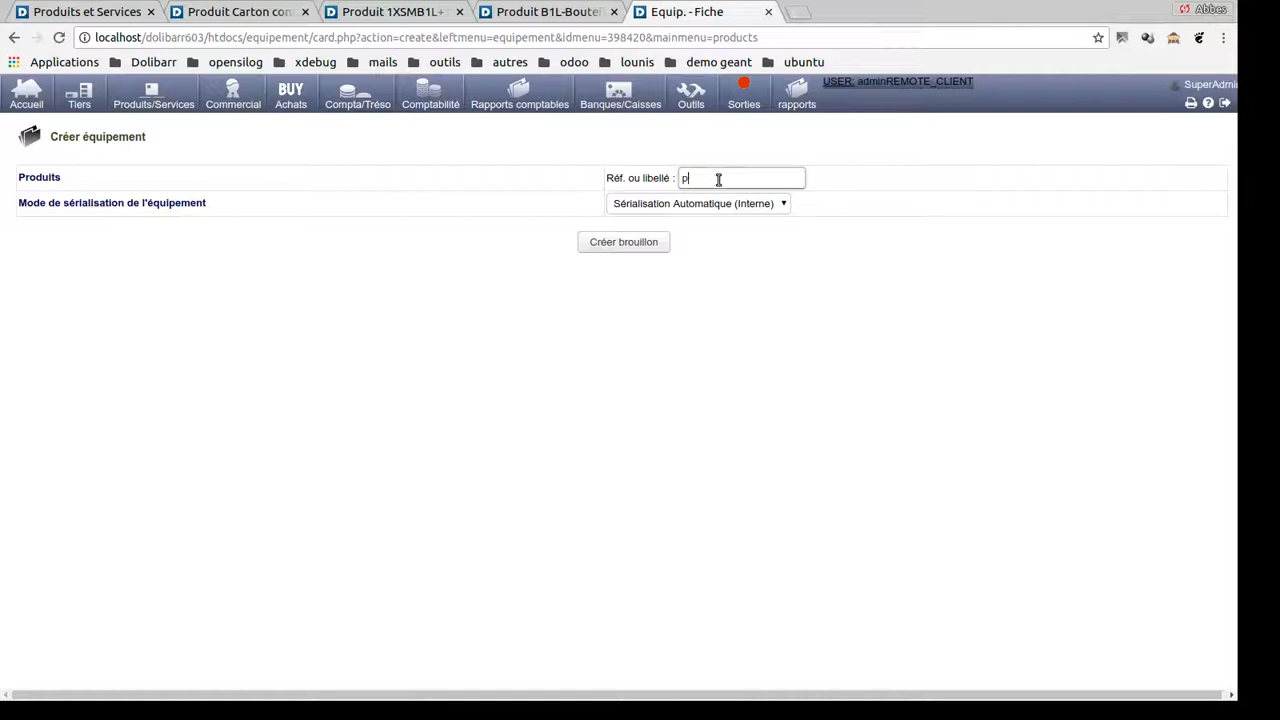 Produits et Services
Produit Carton con
Produit 1XSMB1L+
Produit B1L-Boute
Equip. - Fiche
Abbes
localhost/dolibarr603/htdocs/equipement/card.php?action=create&leftmenu=equipement&idmenu=398420&mainmenu=products
Applications Dolibarr opensilog xdebug mails outils autres odoo lounis demo geant ubuntu
USER: adminREMOTE_CLIENT
SuperAdmin
Accueil Tiers Produits/Services Commercial BUY Achats Compta/Tréso Comptabilité Rapports comptables Banques/Caisses Outils Sorties rapports
Créer équipement
Produits Réf. ou libellé : p
Mode de sérialisation de l'équipement Sérialisation Automatique (Interne)
Créer brouillon